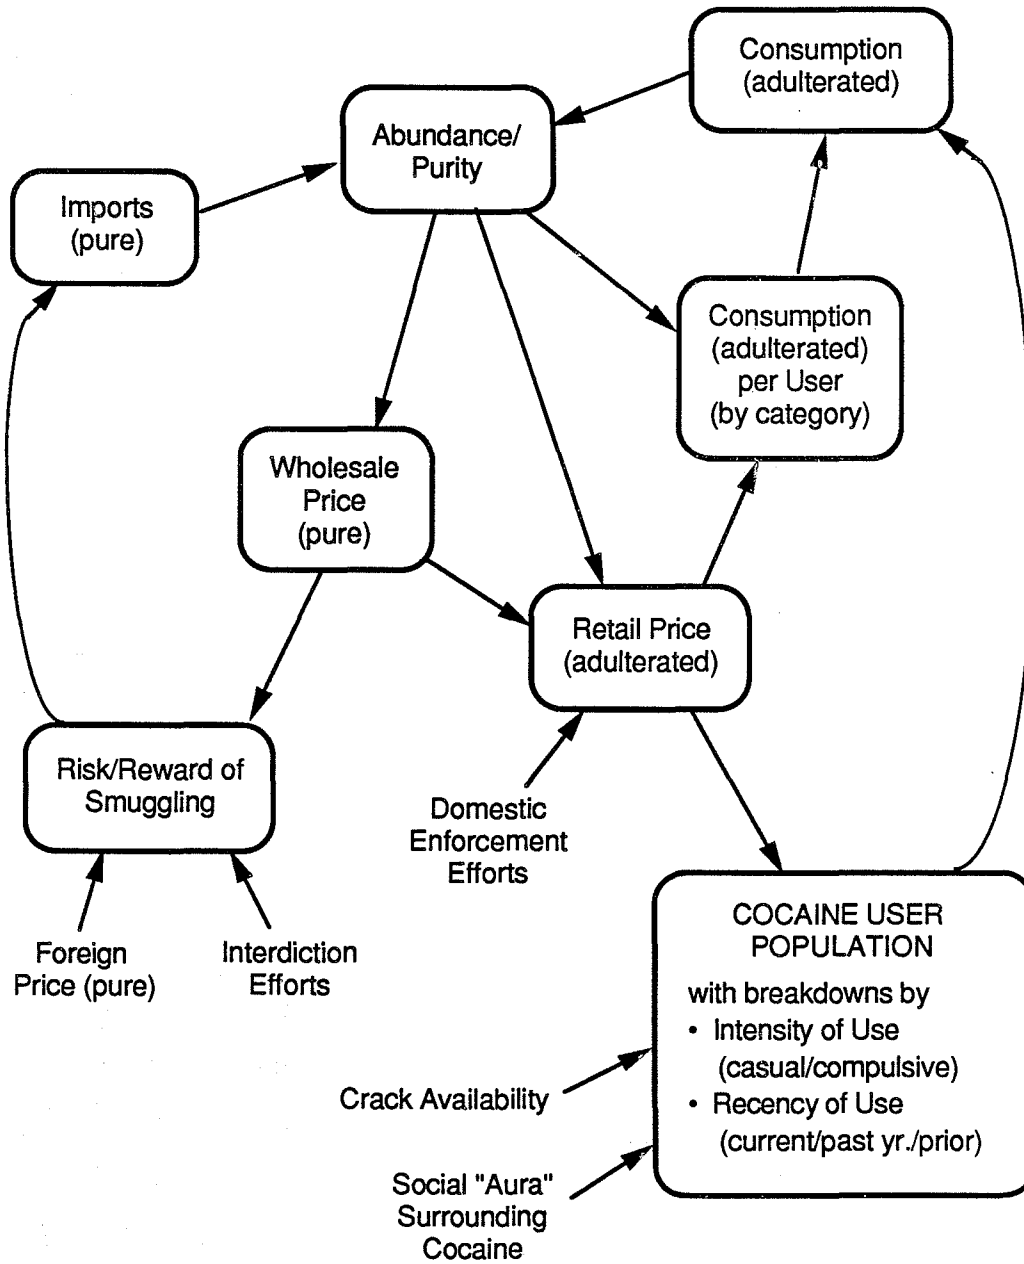 Consumption
(adulterated)
Abundance/
Purity
Imports
(pure)
Consumption
(adulterated)
per User
(by category)
Wholesale
Price
(pure)
Retail Price
(adulterated)
Risk/Reward of
Smuggling
Domestic
Enforcement
Efforts
Foreign
Price (pure)
Interdiction
Efforts
COCAINE USER
POPULATION
with breakdowns by
• Intensity of Use
(casual/compulsive)
• Recency of Use
(current/past yr./prior)
Crack Availability
Social "Aura"
Surrounding
Cocaine